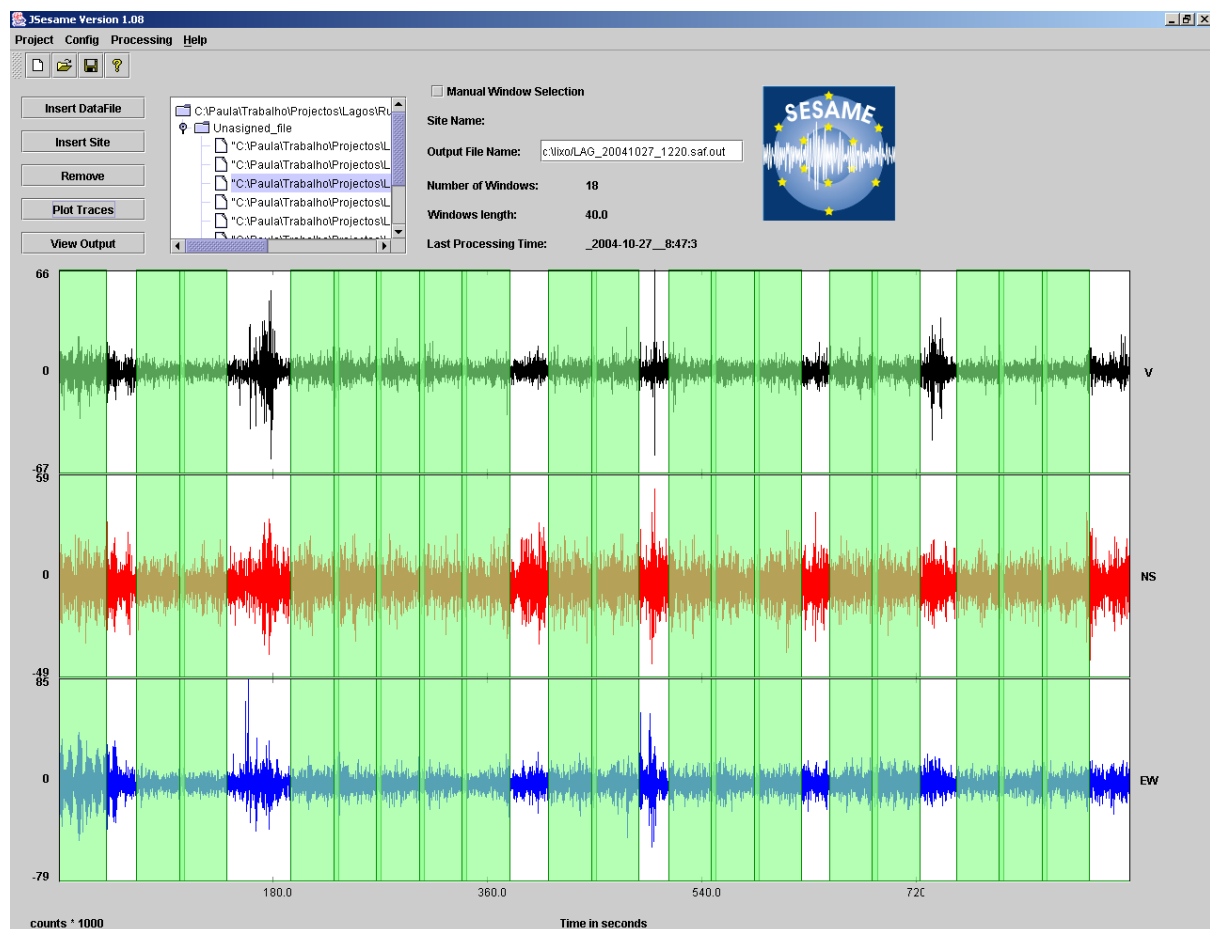 JSesame Version 1.08
Project Config Processing Help
Insert DataFile
Insert Site
Remove
Plot Traces
View Output
C:\Paula\Trabalho\Projectos\Lagos\Ru
Unasigned_file
"C:\Paula\Trabalho\Projectos\L
"C:\Paula\Trabalho\Projectos\L
"C:\Paula\Trabalho\Projectos\L
"C:\Paula\Trabalho\Projectos\L
"C:\Paula\Trabalho\Projectos\L
Manual Window Selection
Site Name:
Output File Name: c:\lixo/LAG_20041027_1220.saf.out
Number of Windows: 18
Windows length: 40.0
Last Processing Time: _2004-10-27__8:47:3
SESAME
66
0
V
-67
59
0
NS
-49
85
0
EW
-79
180.0 360.0 540.0 720
counts * 1000 Time in seconds